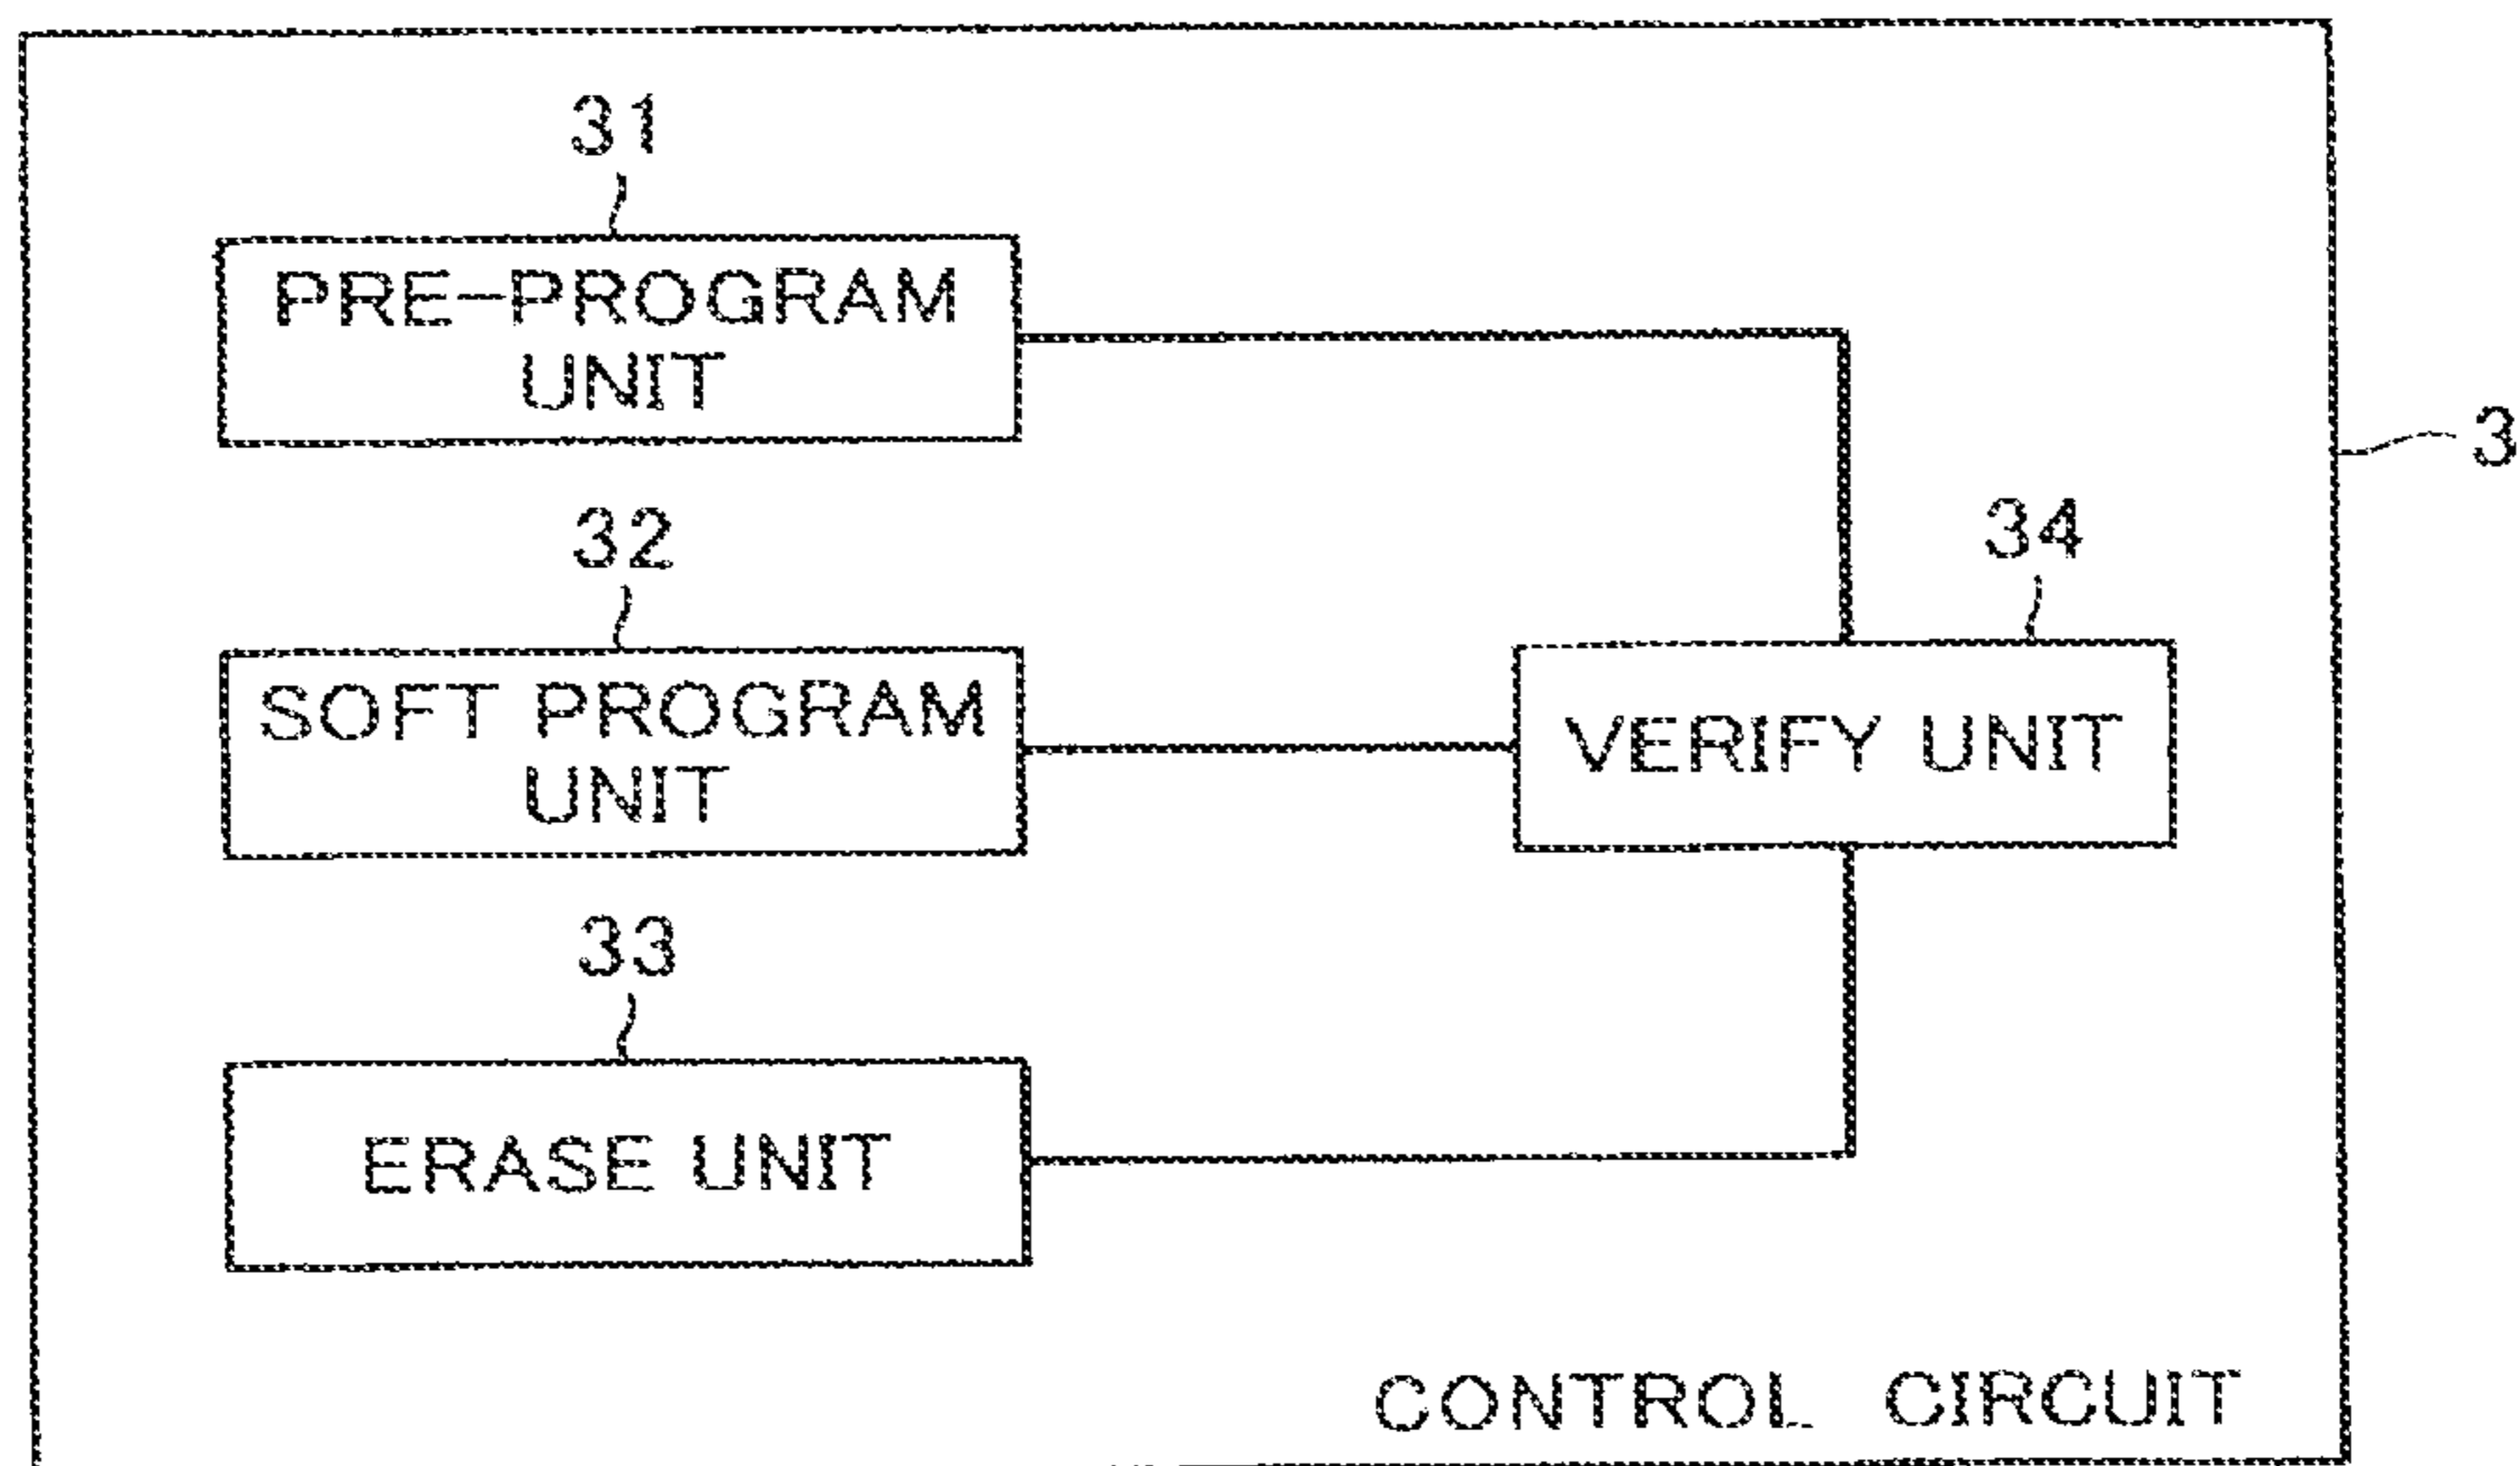 31
PRE-PROGRAM
UNIT
3
32
SOFT PROGRAM
UNIT
34
VERIFY UNIT
33
ERASE UNIT
CONTROL CIRCUIT